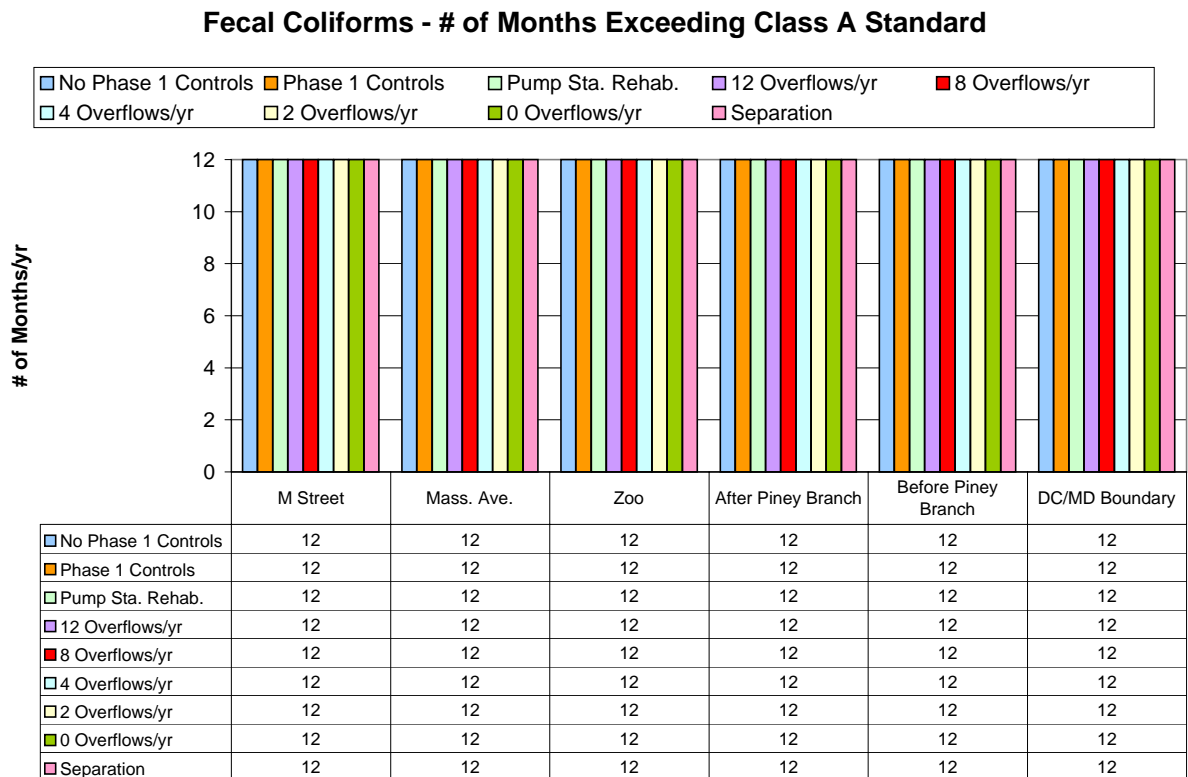 Fecal Coliforms - # of Months Exceeding Class A Standard
No Phase 1 Controls Phase 1 Controls Pump Sta. Rehab. 12 Overflows/yr 8 Overflows/yr
4 Overflows/yr 2 Overflows/yr 0 Overflows/yr Separation
# of Months/yr
12
10
8
6
4
2
0
M Street Mass. Ave. Zoo After Piney Branch Before Piney Branch DC/MD Boundary
No Phase 1 Controls 12 12 12 12 12 12
Phase 1 Controls 12 12 12 12 12 12
Pump Sta. Rehab. 12 12 12 12 12 12
12 Overflows/yr 12 12 12 12 12 12
8 Overflows/yr 12 12 12 12 12 12
4 Overflows/yr 12 12 12 12 12 12
2 Overflows/yr 12 12 12 12 12 12
0 Overflows/yr 12 12 12 12 12 12
Separation 12 12 12 12 12 12